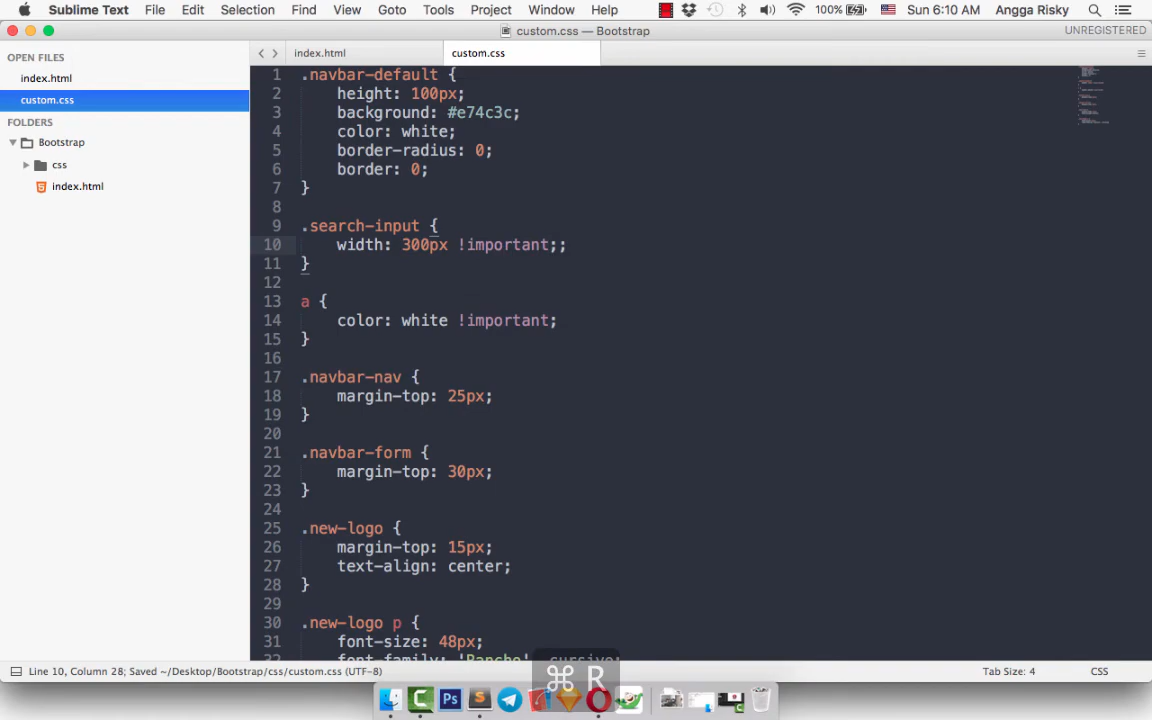 Sublime Text File Edit Selection Find View Goto Tools Project Window Help 100% Sun 6:10 AM Angga Risky
custom.css — Bootstrap UNREGISTERED
OPEN FILES
index.html
custom.css
FOLDERS
Bootstrap
css
index.html
index.html custom.css
1 .navbar-default {
2 height: 100px;
3 background: #e74c3c;
4 color: white;
5 border-radius: 0;
6 border: 0;
7 }
8
9 .search-input {
10 width: 300px !important;;
11 }
12
13 a {
14 color: white !important;
15 }
16
17 .navbar-nav {
18 margin-top: 25px;
19 }
20
21 .navbar-form {
22 margin-top: 30px;
23 }
24
25 .new-logo {
26 margin-top: 15px;
27 text-align: center;
28 }
29
30 .new-logo p {
31 font-size: 48px;
32 font-family: 'Rancho', cursive;
⌘ R
Line 10, Column 28; Saved ~/Desktop/Bootstrap/css/custom.css (UTF-8) Tab Size: 4 CSS
Ps S